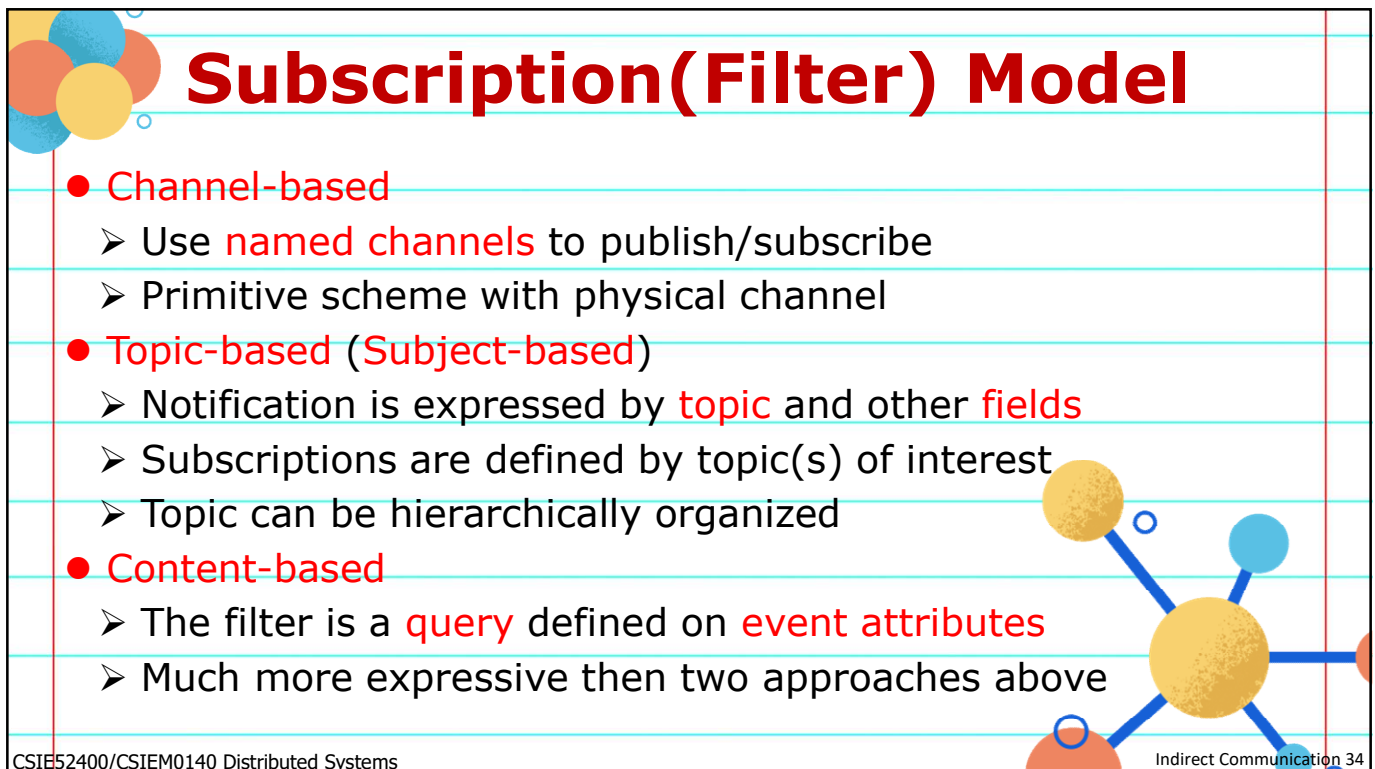 Subscription(Filter) Model
● Channel-based
➢ Use named channels to publish/subscribe
➢ Primitive scheme with physical channel
● Topic-based (Subject-based)
➢ Notification is expressed by topic and other fields
➢ Subscriptions are defined by topic(s) of interest
➢ Topic can be hierarchically organized
● Content-based
➢ The filter is a query defined on event attributes
➢ Much more expressive then two approaches above
CSIE52400/CSIEM0140 Distributed Systems
Indirect Communication 34